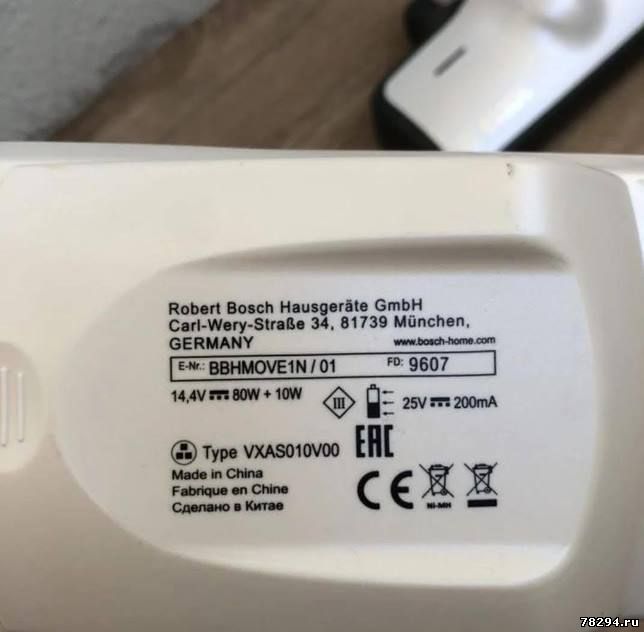 Robert Bosch Hausgeräte GmbH
Carl-Wery-Straße 34, 81739 München,
GERMANY www.bosch-home.com
E-Nr.: BBHMOVE1N / 01 FD: 9607
14,4V 80W + 10W III 25V 200mA
EAC
Type VXAS010V00
Made in China
Fabrique en Chine
Сделано в Китае
CE
Ni-MH
78294.ru